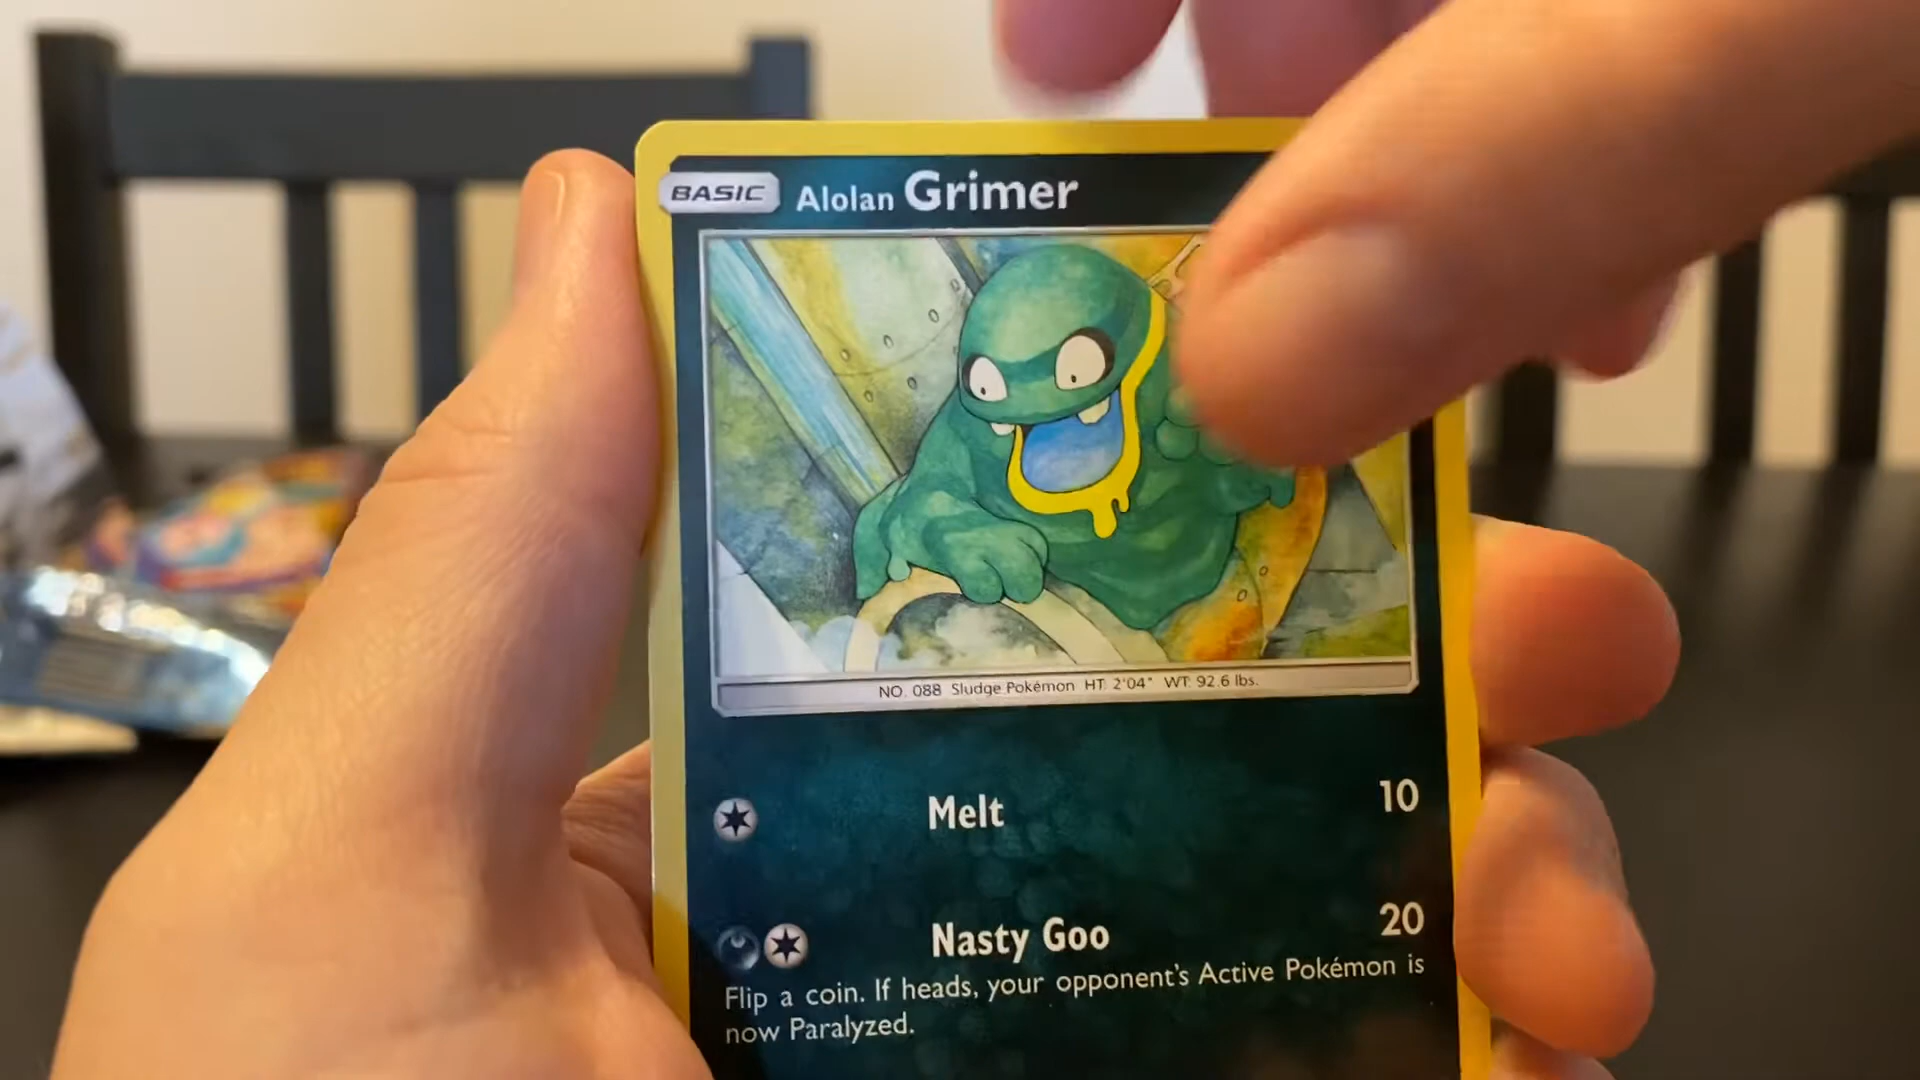 BASIC Alolan Grimer
NO. 088 Sludge Pokémon HT: 2'04" WT: 92.6 lbs.
Melt 10
Nasty Goo 20
Flip a coin. If heads, your opponent's Active Pokémon is
now Paralyzed.